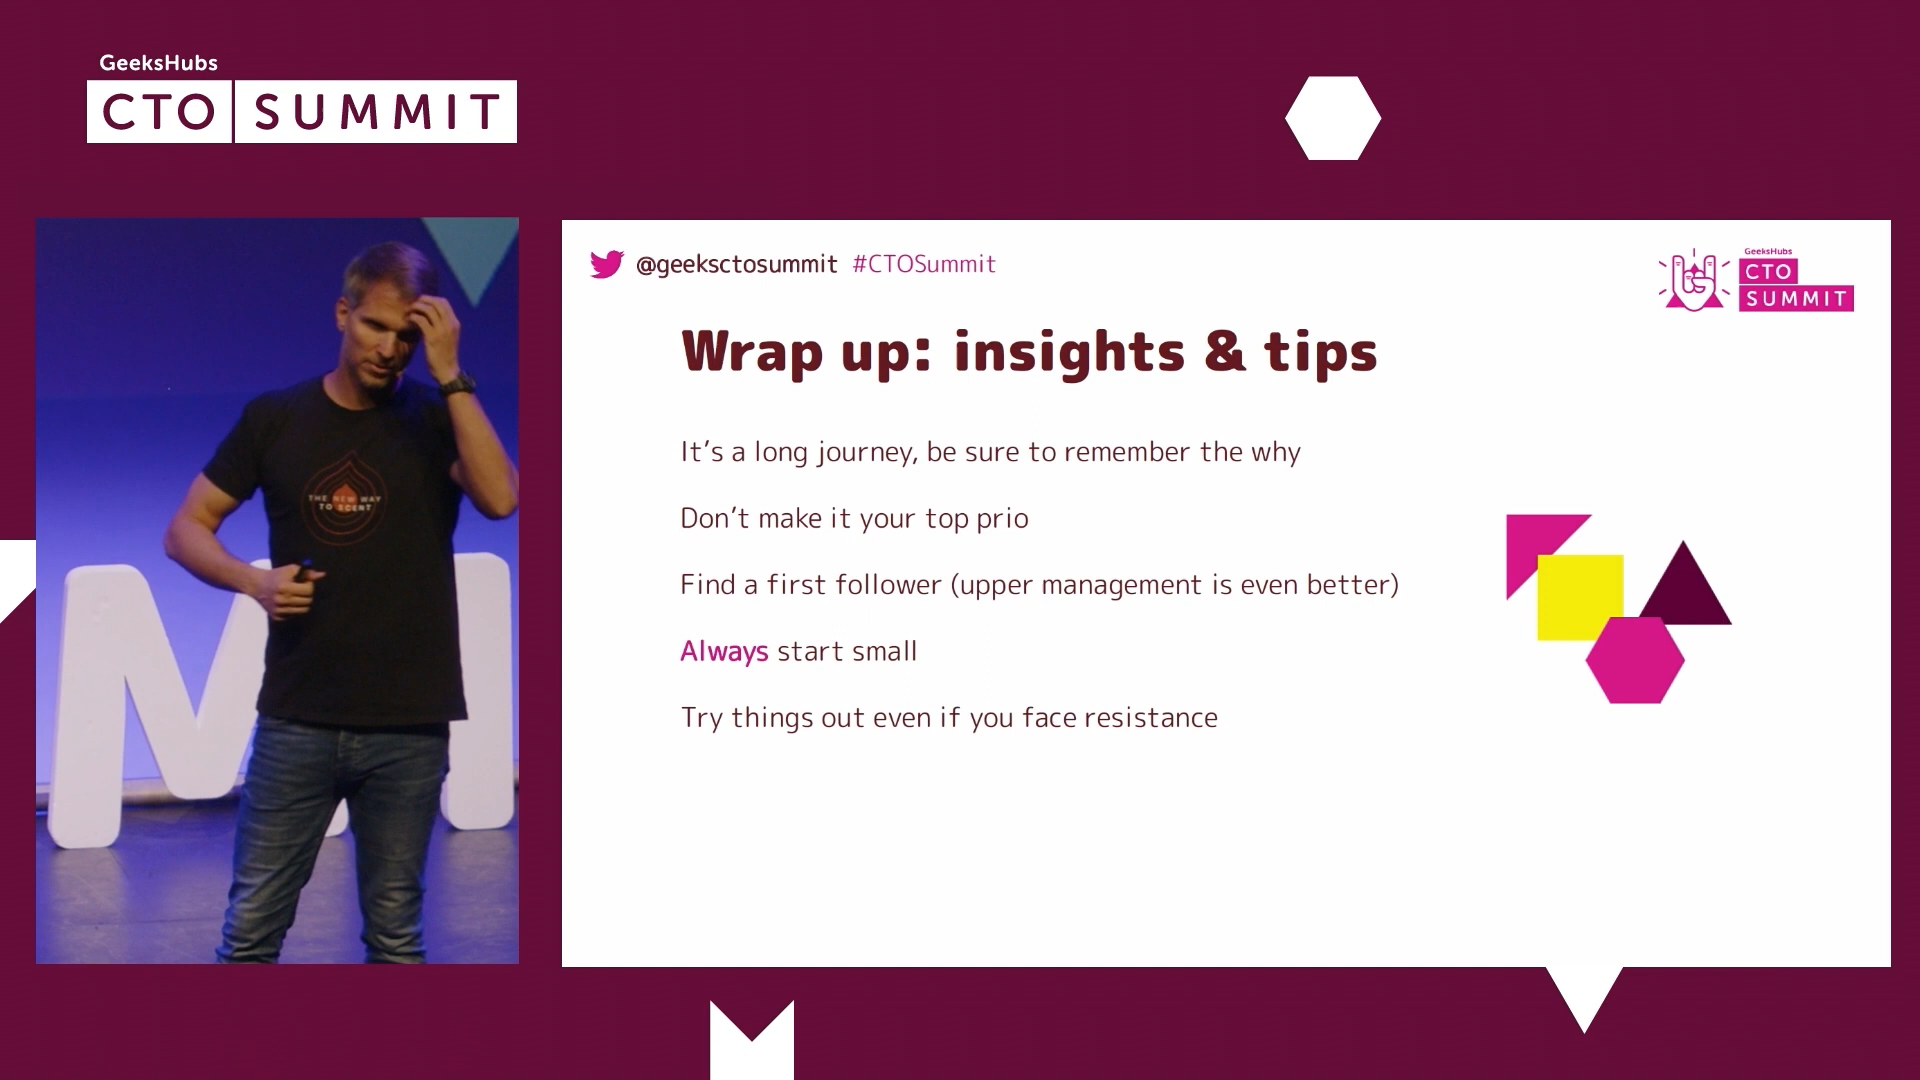 GeeksHubs
CTO SUMMIT
@geeksctosummit #CTOSummit
GeeksHubs
CTO
SUMMIT
Wrap up: insights & tips
It’s a long journey, be sure to remember the why
Don’t make it your top prio
Find a first follower (upper management is even better)
Always start small
Try things out even if you face resistance
THE NEW WAY
TO SCENT
M